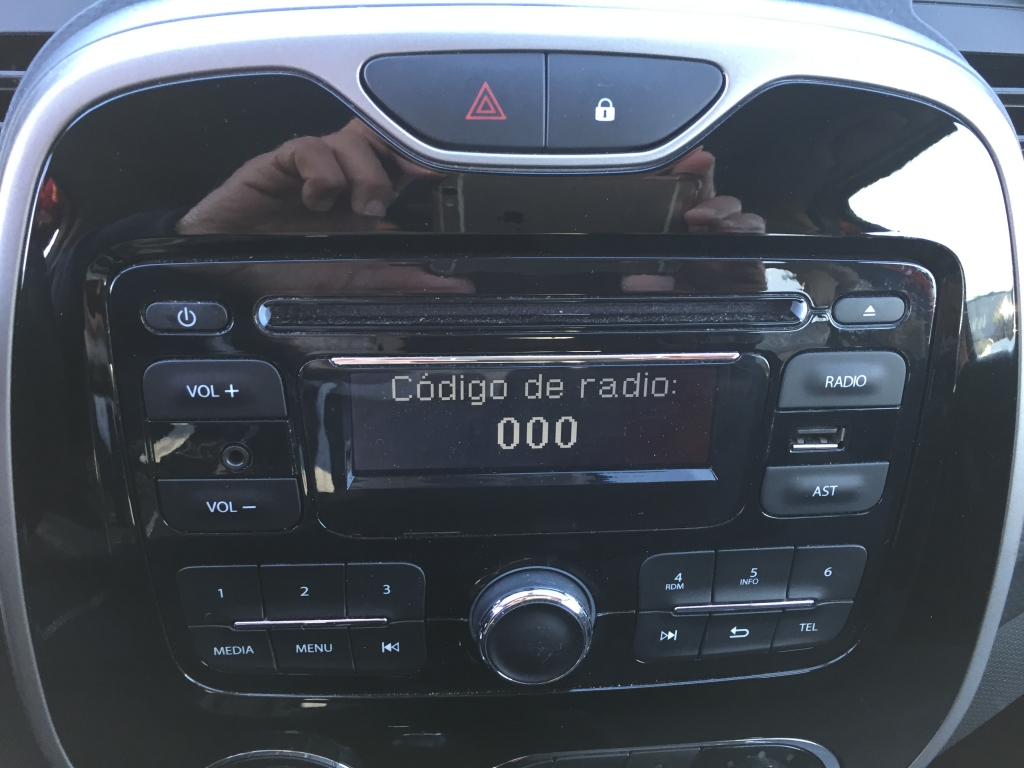 Código de radio:
000
VOL +
RADIO
VOL −
AST
1
2
3
4
RDM
5
INFO
6
MEDIA
MENU
TEL